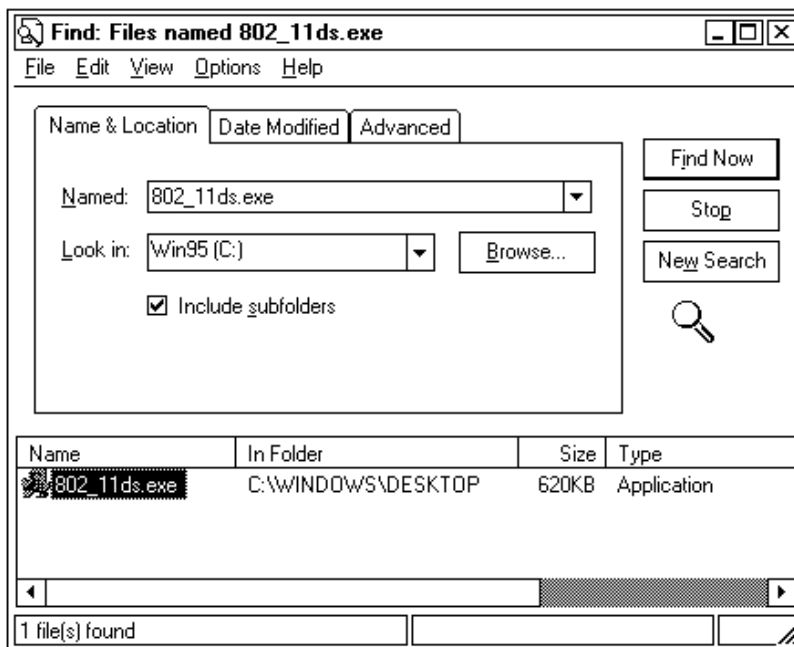 Find: Files named 802_11ds.exe
File Edit View Options Help
Name & Location Date Modified Advanced
Find Now
Named: 802_11ds.exe
Stop
Look in: Win95 (C:) Browse...
New Search
Include subfolders
Name In Folder Size Type
802_11ds.exe C:\WINDOWS\DESKTOP 620KB Application
1 file(s) found